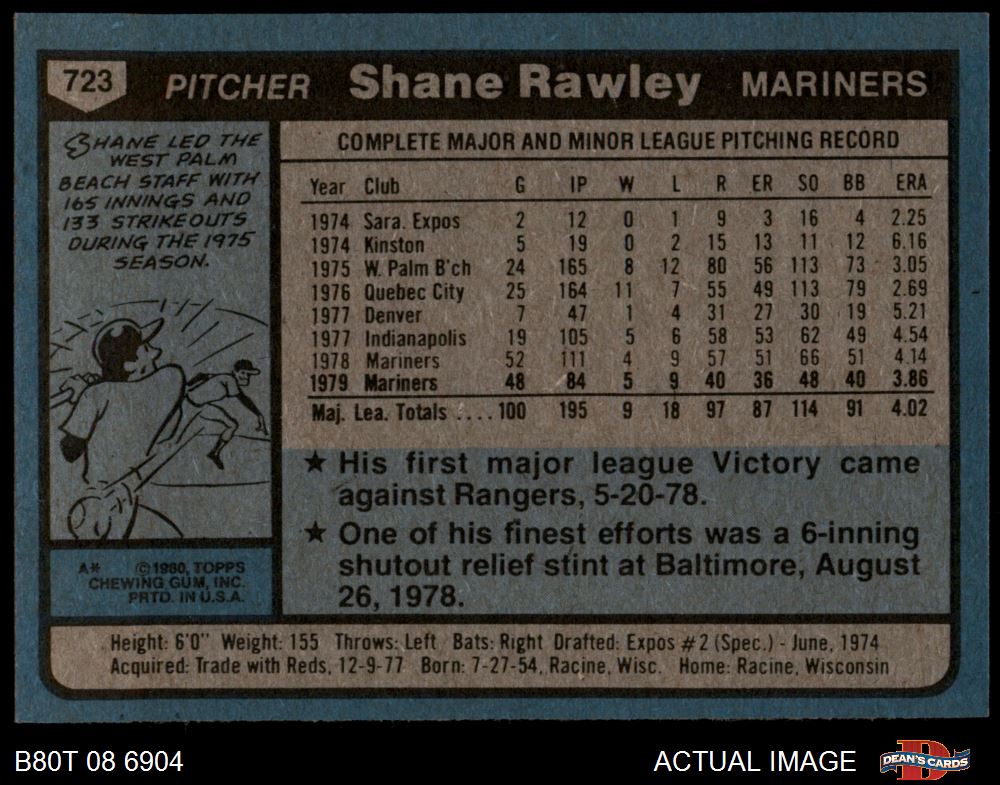 723 PITCHER Shane Rawley MARINERS
SHANE LED THE
WEST PALM
BEACH STAFF WITH
165 INNINGS AND
133 STRIKEOUTS
DURING THE 1975
SEASON.
A* ©1980, TOPPS
CHEWING GUM, INC.
PRTD. IN U.S.A.
COMPLETE MAJOR AND MINOR LEAGUE PITCHING RECORD
Year Club G IP W L R ER SO BB ERA
1974 Sara. Expos 2 12 0 1 9 3 16 4 2.25
1974 Kinston 5 19 0 2 15 13 11 12 6.16
1975 W. Palm B'ch 24 165 8 12 80 56 113 73 3.05
1976 Quebec City 25 164 11 7 55 49 113 79 2.69
1977 Denver 7 47 1 4 31 27 30 19 5.21
1977 Indianapolis 19 105 5 6 58 53 62 49 4.54
1978 Mariners 52 111 4 9 57 51 66 51 4.14
1979 Mariners 48 84 5 9 40 36 48 40 3.86
Maj. Lea. Totals .... 100 195 9 18 97 87 114 91 4.02
★ His first major league Victory came
against Rangers, 5-20-78.
★ One of his finest efforts was a 6-inning
shutout relief stint at Baltimore, August
26, 1978.
Height: 6'0" Weight: 155 Throws: Left Bats: Right Drafted: Expos #2 (Spec.) - June, 1974
Acquired: Trade with Reds, 12-9-77 Born: 7-27-54, Racine, Wisc. Home: Racine, Wisconsin
B80T 08 6904 ACTUAL IMAGE D DEAN'S CARDS